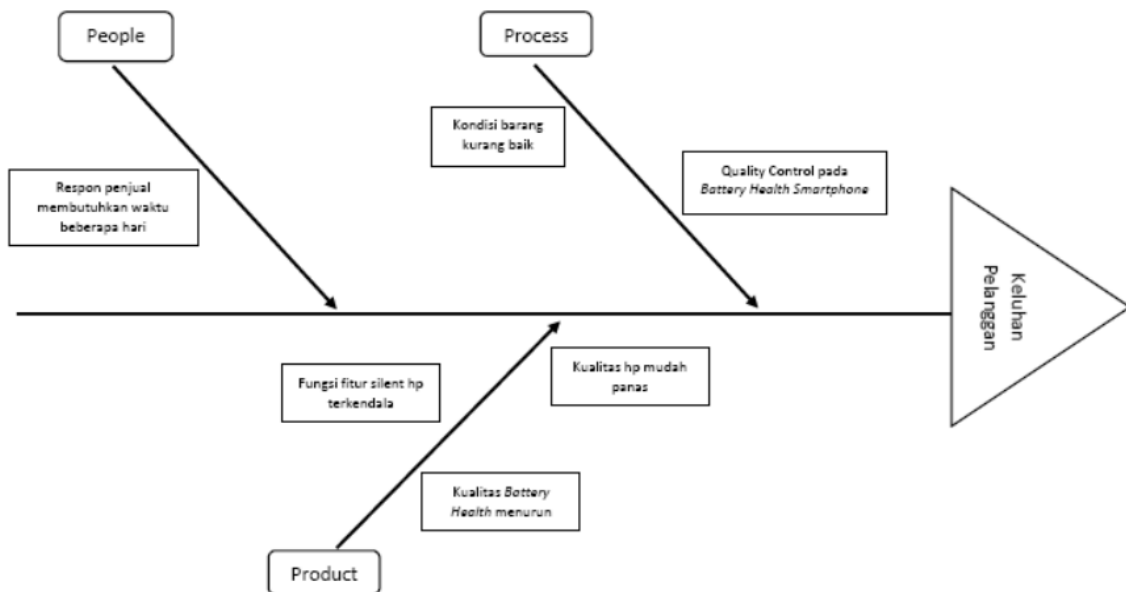 People
Process
Kondisi barang
kurang baik
Quality Control pada
Battery Health Smartphone
Respon penjual
membutuhkan waktu
beberapa hari
Keluhan
Pelanggan
Fungsi fitur silent hp
terkendala
Kualitas hp mudah
panas
Kualitas Battery
Health menurun
Product